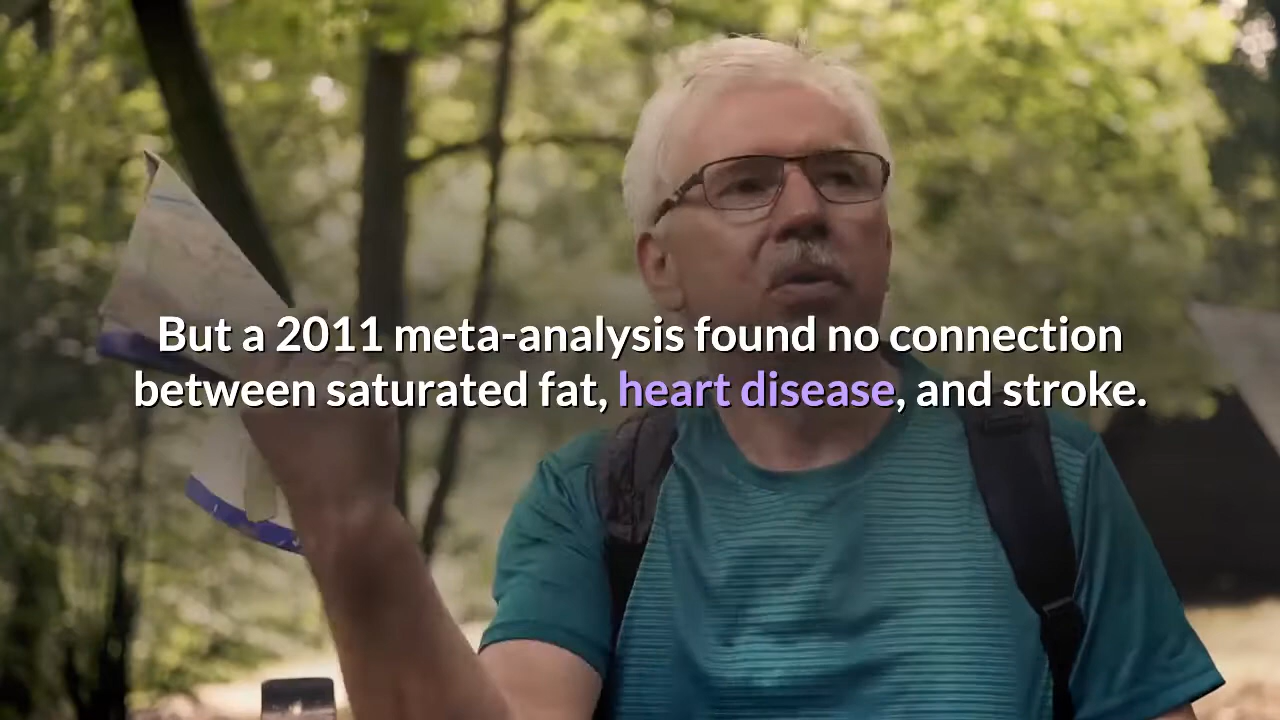 But a 2011 meta-analysis found no connection
between saturated fat, heart disease, and stroke.